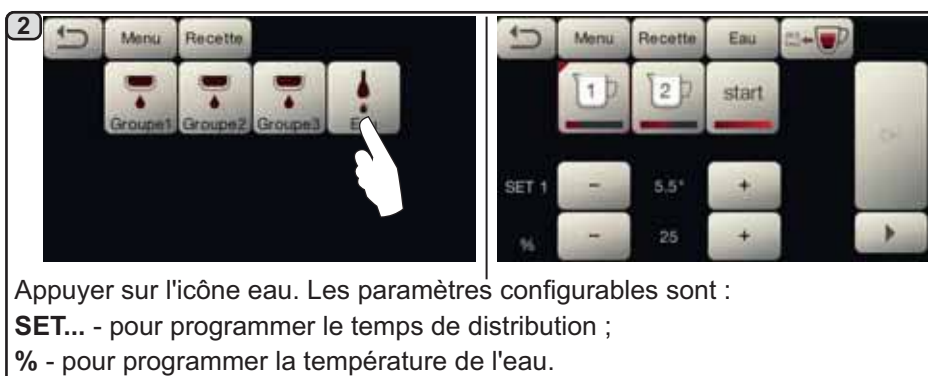 2
Menu Recette
Groupe1 Groupe2 Groupe3
Menu Recette Eau
1 2 start
SET 1 - 5.5" +
% - 25 +
Appuyer sur l'icône eau. Les paramètres configurables sont :
SET... - pour programmer le temps de distribution ;
% - pour programmer la température de l'eau.